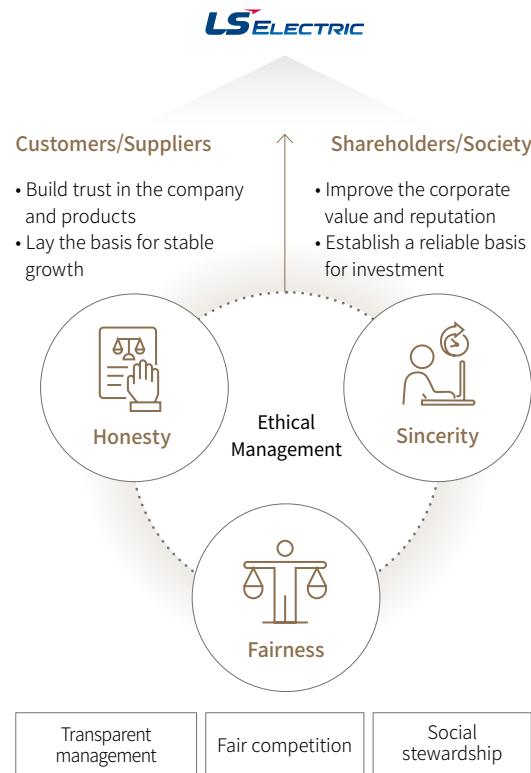 LS ELECTRIC
Customers/Suppliers
• Build trust in the company
and products
• Lay the basis for stable
growth
Shareholders/Society
• Improve the corporate
value and reputation
• Establish a reliable basis
for investment
Honesty
Ethical
Management
Sincerity
Fairness
Transparent
management
Fair competition
Social
stewardship